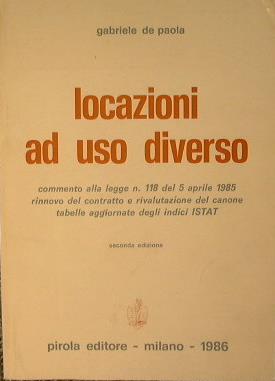 gabriele de paola
locazioni
ad uso diverso
commento alla legge n. 118 del 5 aprile 1985
rinnovo del contratto e rivalutazione del canone
tabelle aggiornate degli indici ISTAT
seconda edizione
pirola editore - milano - 1986